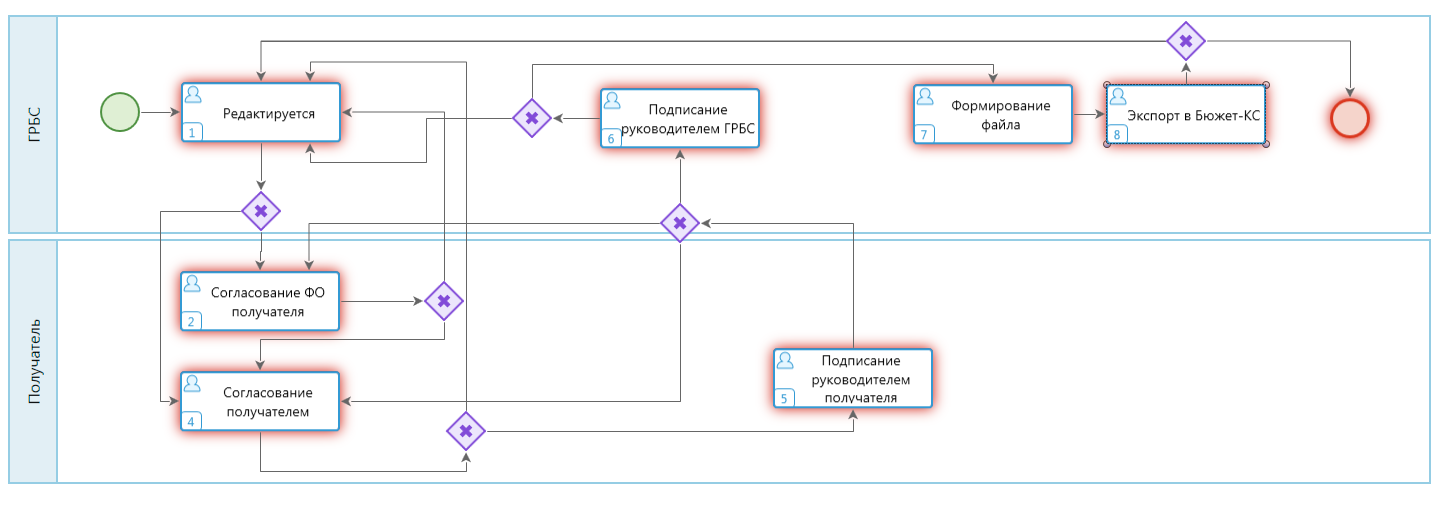 ГРБС
Редактируется
1
Подписание
руководителем ГРБС
6
Формирование
файла
7
Экспорт в Бюжет-КС
8
Получатель
Согласование ФО
получателя
2
Согласование
получателем
4
Подписание
руководителем
получателя
5